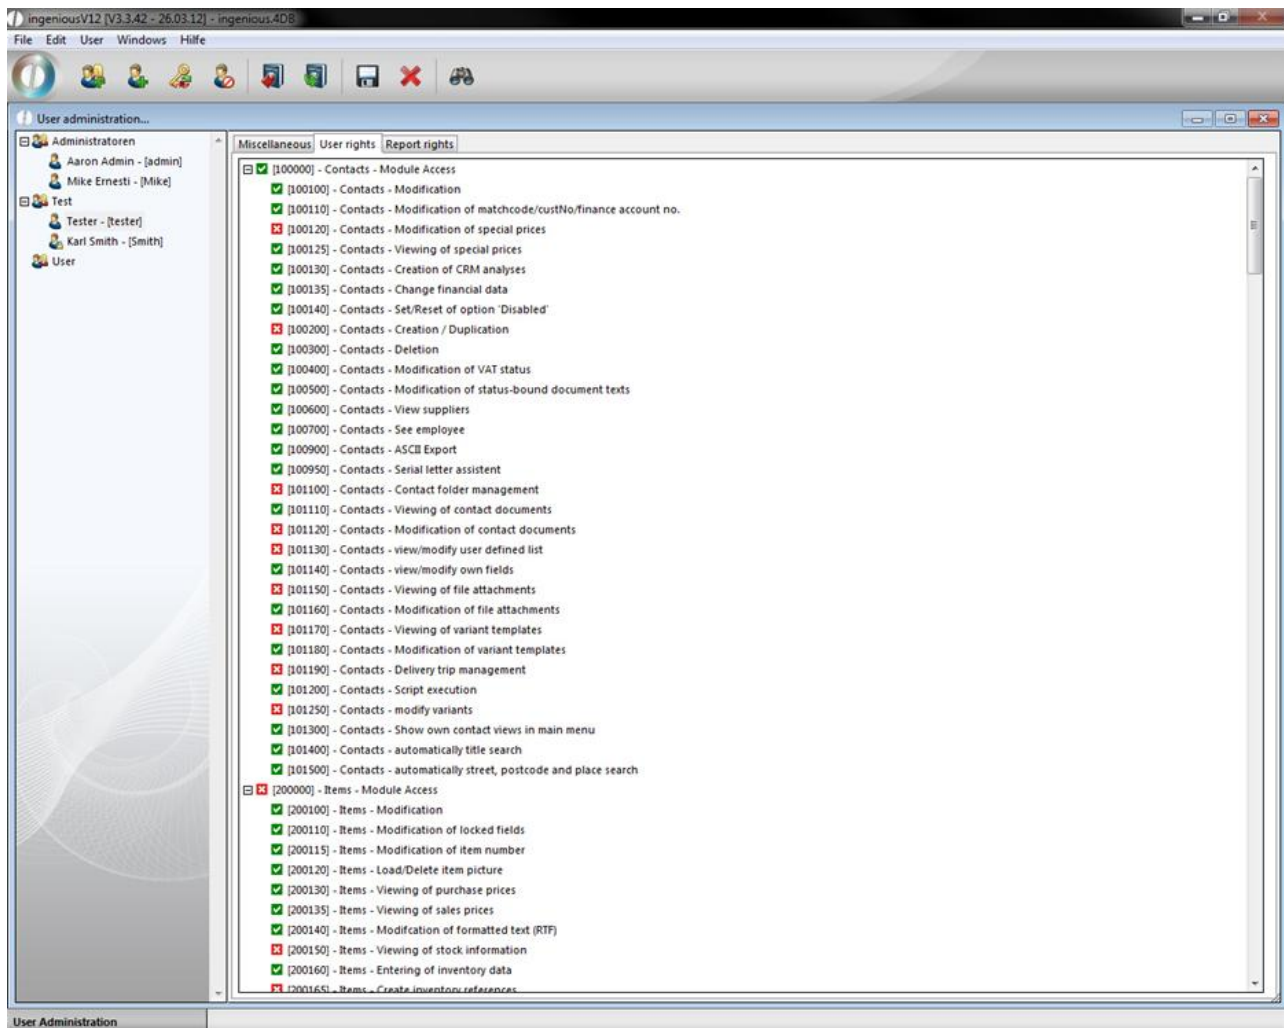 ingeniousV12 [V3.3.42 - 26.03.12] - ingenious.4DB
File Edit User Windows Hilfe
User administration...
Administratoren
Aaron Admin - [admin]
Mike Ernesti - [Mike]
Test
Tester - [tester]
Karl Smith - [Smith]
User
Miscellaneous User rights Report rights
[100000] - Contacts - Module Access
[100100] - Contacts - Modification
[100110] - Contacts - Modification of matchcode/custNo/finance account no.
[100120] - Contacts - Modification of special prices
[100125] - Contacts - Viewing of special prices
[100130] - Contacts - Creation of CRM analyses
[100135] - Contacts - Change financial data
[100140] - Contacts - Set/Reset of option 'Disabled'
[100200] - Contacts - Creation / Duplication
[100300] - Contacts - Deletion
[100400] - Contacts - Modification of VAT status
[100500] - Contacts - Modification of status-bound document texts
[100600] - Contacts - View suppliers
[100700] - Contacts - See employee
[100900] - Contacts - ASCII Export
[100950] - Contacts - Serial letter assistent
[101100] - Contacts - Contact folder management
[101110] - Contacts - Viewing of contact documents
[101120] - Contacts - Modification of contact documents
[101130] - Contacts - view/modify user defined list
[101140] - Contacts - view/modify own fields
[101150] - Contacts - Viewing of file attachments
[101160] - Contacts - Modification of file attachments
[101170] - Contacts - Viewing of variant templates
[101180] - Contacts - Modification of variant templates
[101190] - Contacts - Delivery trip management
[101200] - Contacts - Script execution
[101250] - Contacts - modify variants
[101300] - Contacts - Show own contact views in main menu
[101400] - Contacts - automatically title search
[101500] - Contacts - automatically street, postcode and place search
[200000] - Items - Module Access
[200100] - Items - Modification
[200110] - Items - Modification of locked fields
[200115] - Items - Modification of item number
[200120] - Items - Load/Delete item picture
[200130] - Items - Viewing of purchase prices
[200135] - Items - Viewing of sales prices
[200140] - Items - Modifcation of formatted text (RTF)
[200150] - Items - Viewing of stock information
[200160] - Items - Entering of inventory data
[200165] - Items - Create inventory references
User Administration